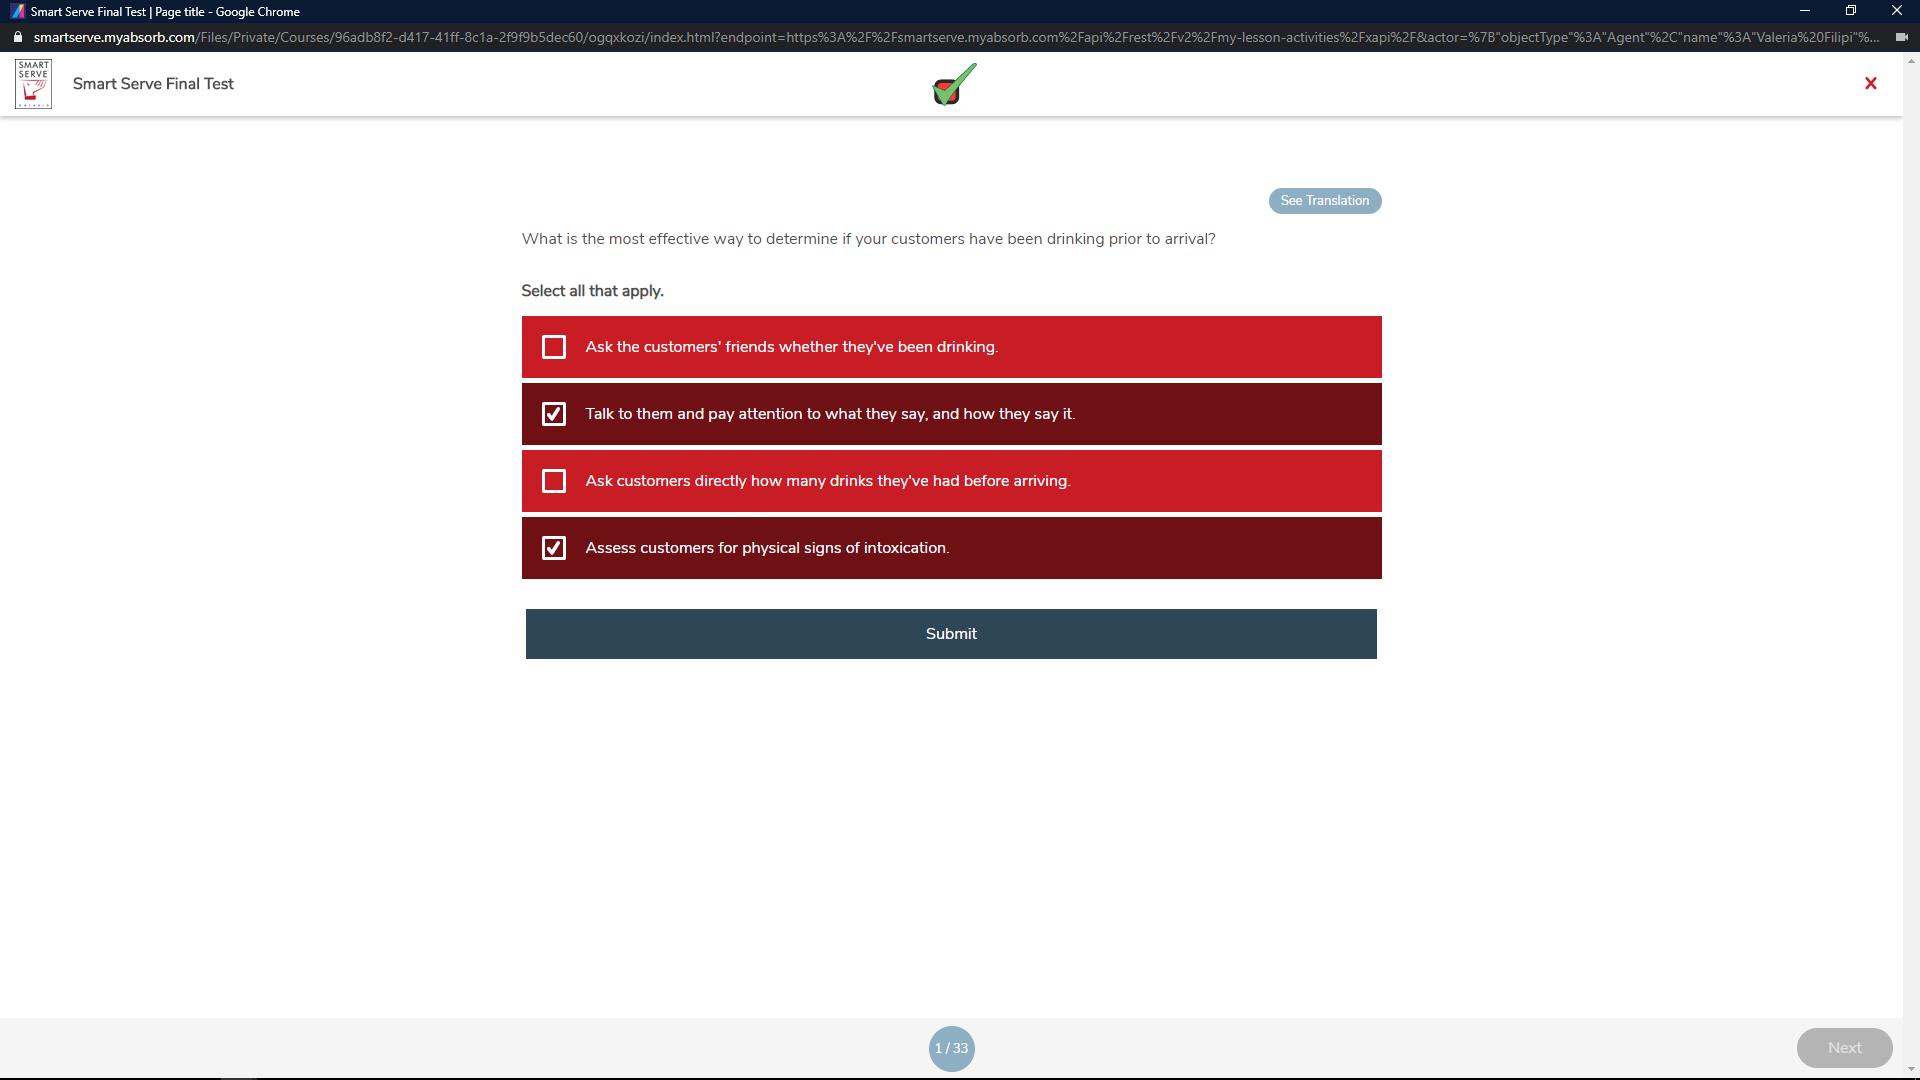 Smart Serve Final Test | Page title - Google Chrome
smartserve.myabsorb.com/Files/Private/Courses/96adb8f2-d417-41ff-8c1a-2f9f9b5dec60/ogqxkozi/index.html?endpoint=https%3A%2F%2Fsmartserve.myabsorb.com%2Fapi%2Frest%2Fv2%2Fmy-lesson-activities%2Fxapi%2F&actor=%7B"objectType"%3A"Agent"%2C"name"%3A"Valeria%20Filipi"%...
SMART
SERVE
Smart Serve Final Test
See Translation
What is the most effective way to determine if your customers have been drinking prior to arrival?
Select all that apply.
Ask the customers' friends whether they've been drinking.
Talk to them and pay attention to what they say, and how they say it.
Ask customers directly how many drinks they've had before arriving.
Assess customers for physical signs of intoxication.
Submit
1 / 33
Next